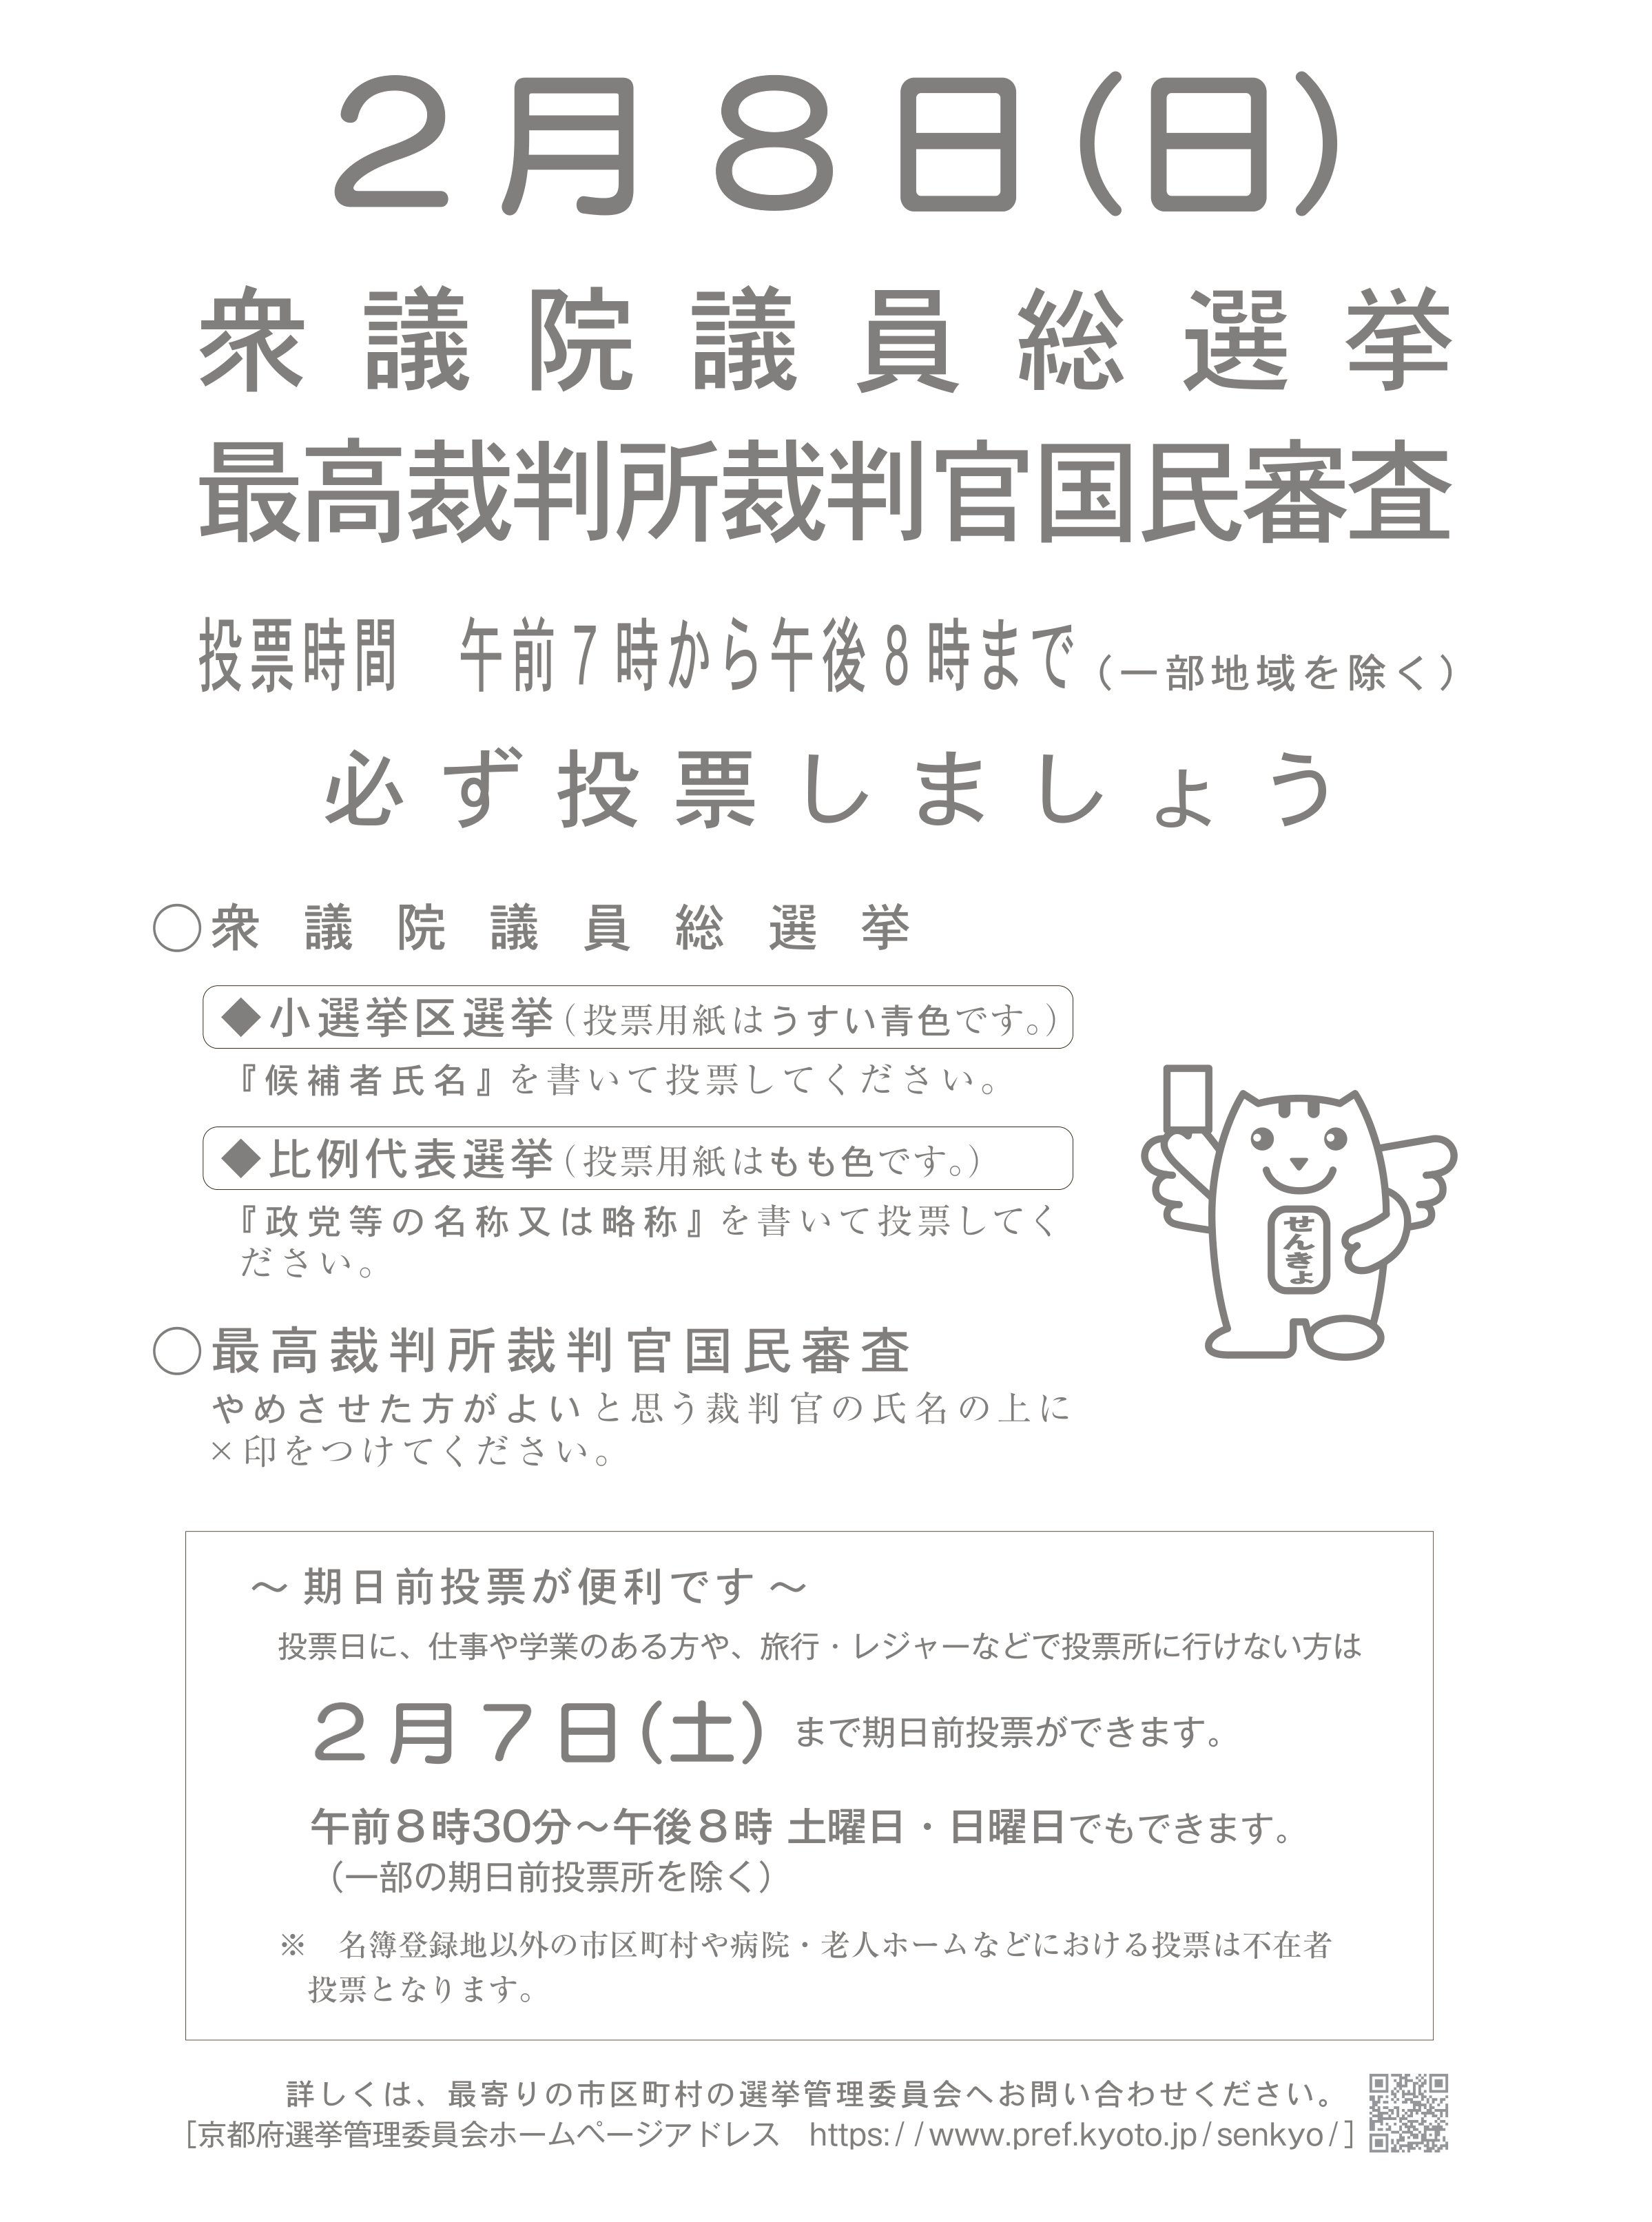 ２月８日(日)
衆議院議員総選挙
最高裁判所裁判官国民審査
投票時間　午前７時から午後８時まで（一部地域を除く）
必ず投票しましょう
○衆議院議員総選挙
◆小選挙区選挙（投票用紙はうすい青色です。）
『候補者氏名』を書いて投票してください。
◆比例代表選挙（投票用紙はもも色です。）
『政党等の名称又は略称』を書いて投票してく
ださい。
せんきょ
○最高裁判所裁判官国民審査
やめさせた方がよいと思う裁判官の氏名の上に
×印をつけてください。
～ 期日前投票が便利です ～
投票日に、仕事や学業のある方や、旅行・レジャーなどで投票所に行けない方は
２月７日(土) まで期日前投票ができます。
午前８時30分～午後８時 土曜日・日曜日でもできます。
（一部の期日前投票所を除く）
※　名簿登録地以外の市区町村や病院・老人ホームなどにおける投票は不在者
投票となります。
詳しくは、最寄りの市区町村の選挙管理委員会へお問い合わせください。
［京都府選挙管理委員会ホームページアドレス　https://www.pref.kyoto.jp/senkyo/］